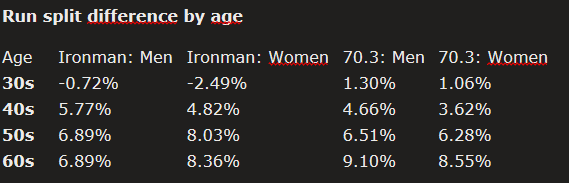 Run split difference by age
Age Ironman: Men Ironman: Women 70.3: Men 70.3: Women
30s -0.72% -2.49% 1.30% 1.06%
40s 5.77% 4.82% 4.66% 3.62%
50s 6.89% 8.03% 6.51% 6.28%
60s 6.89% 8.36% 9.10% 8.55%